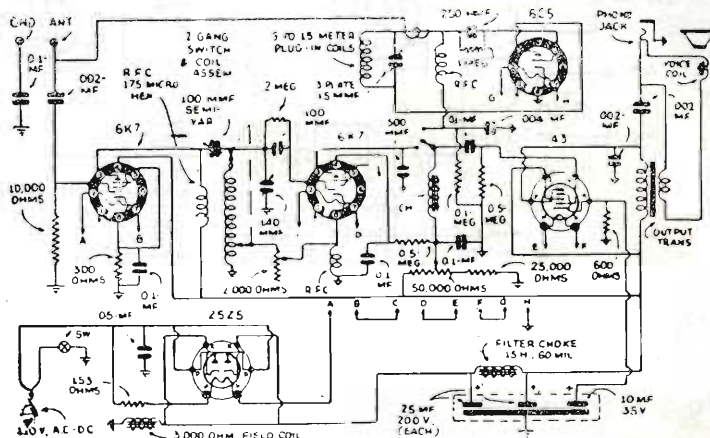 GND ANT
0.1-
MF
.002-
MF
R.F.C.
175 MICRO
HEN
2 GANG
SWITCH
& COIL
ASSEM
100 MMF
SEMI-
VAR
2 MEG
5 TO 15 METER
PLUG-IN COILS
3 PLATE
15 MMF
100
MMF
250 MMF
6C5
R.F.C.
G
H
PHONE
JACK
VOICE
COIL
.002
MF
.002-
MF
6K7
6K7
500
MMF
0.1-MF
.004 MF
43
10,000
OHMS
A
B
300
OHMS
0.1-
MF
140
MMF
2,000 OHMS
D
R.F.C.
0.1
MF
CH
0.1-
MEG
0.5-
MEG
0.5-
MEG
0.1-MF
50,000 OHMS
25,000
OHMS
E
F
600
OHMS
OUTPUT
TRANS
A B C D E F G H
SW
.05-MF
25Z5
153
OHMS
110 V., A.C.-D.C.
3,000 OHM FIELD COIL
FILTER CHOKE
15 H., 60 MIL
25 MF
200 V.
(EACH)
10 MF
35 V